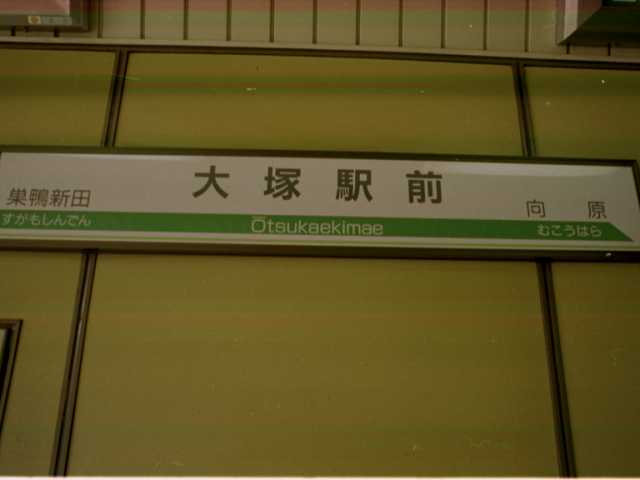 大塚駅前
巣鴨新田
向原
すがもしんでん
Ōtsukaekimae
むこうはら